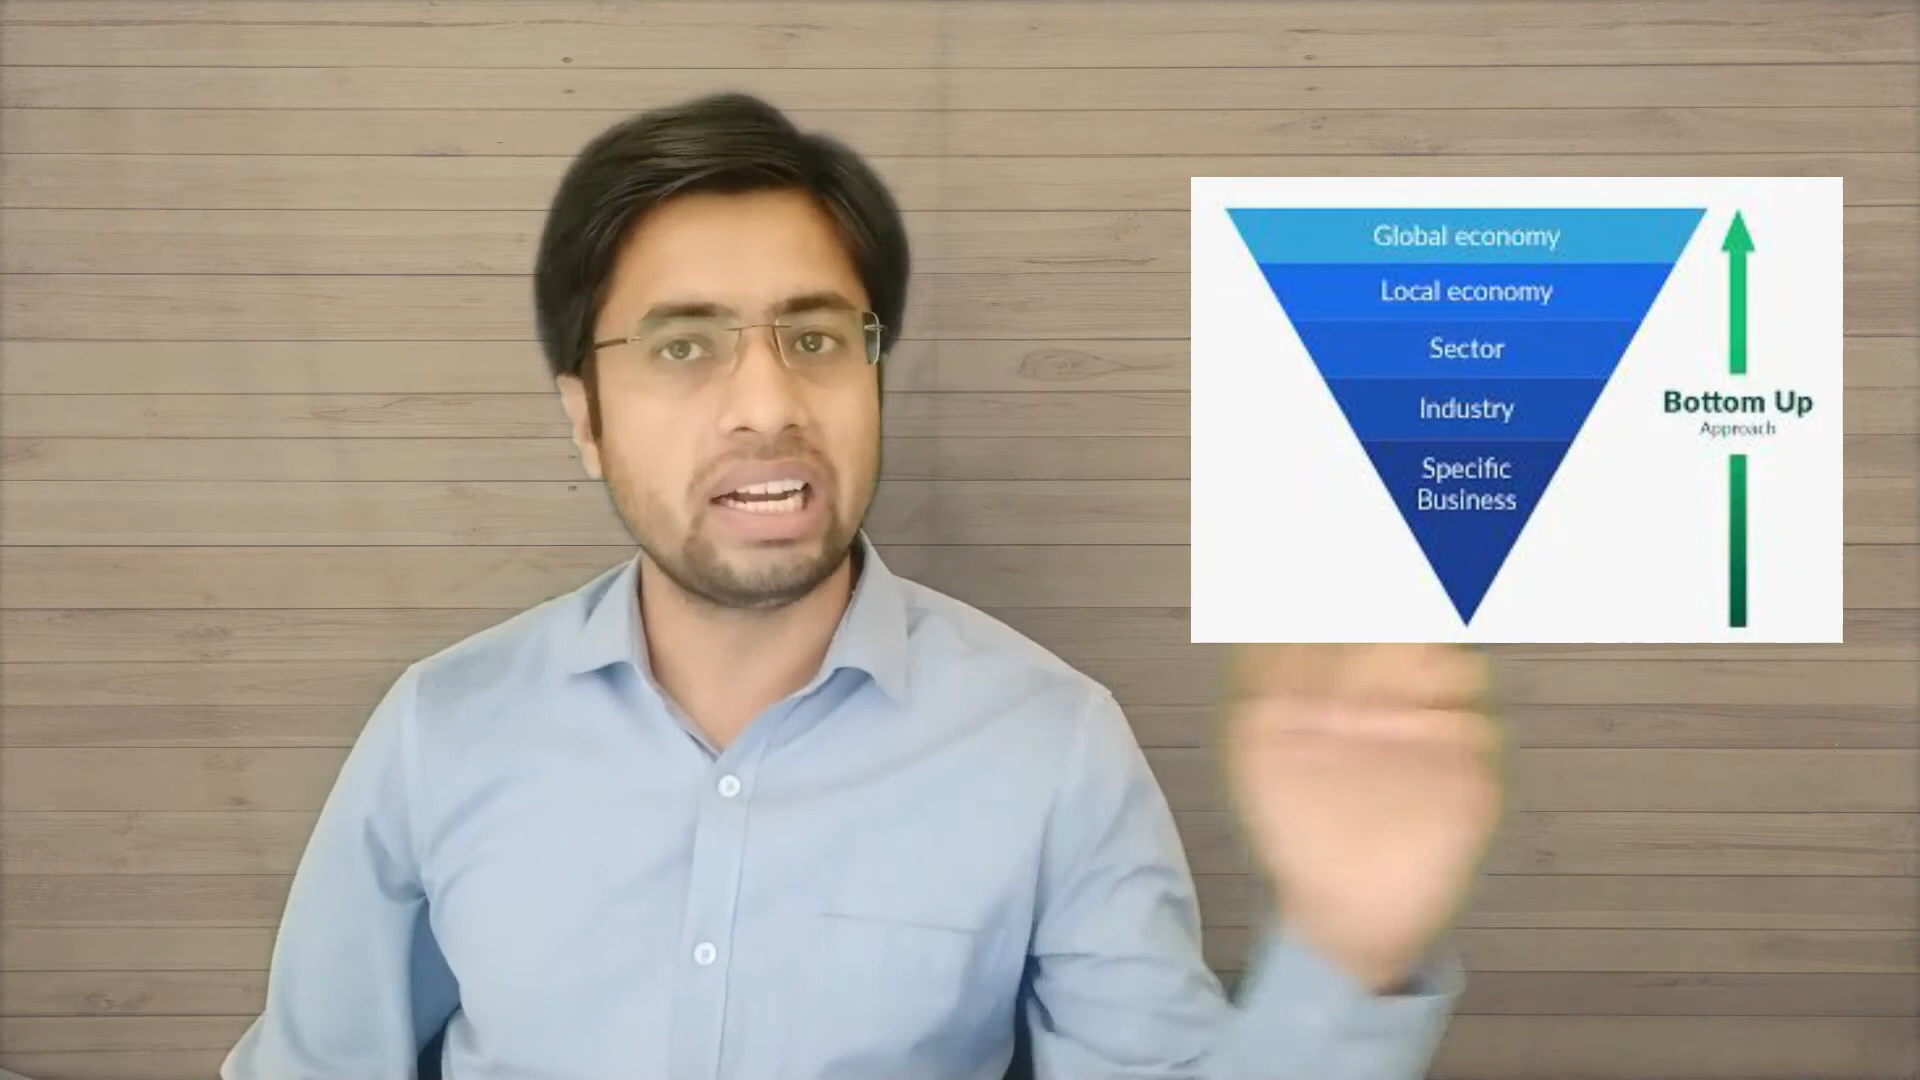 Global economy
Local economy
Sector
Industry
Specific
Business
Bottom Up
Approach